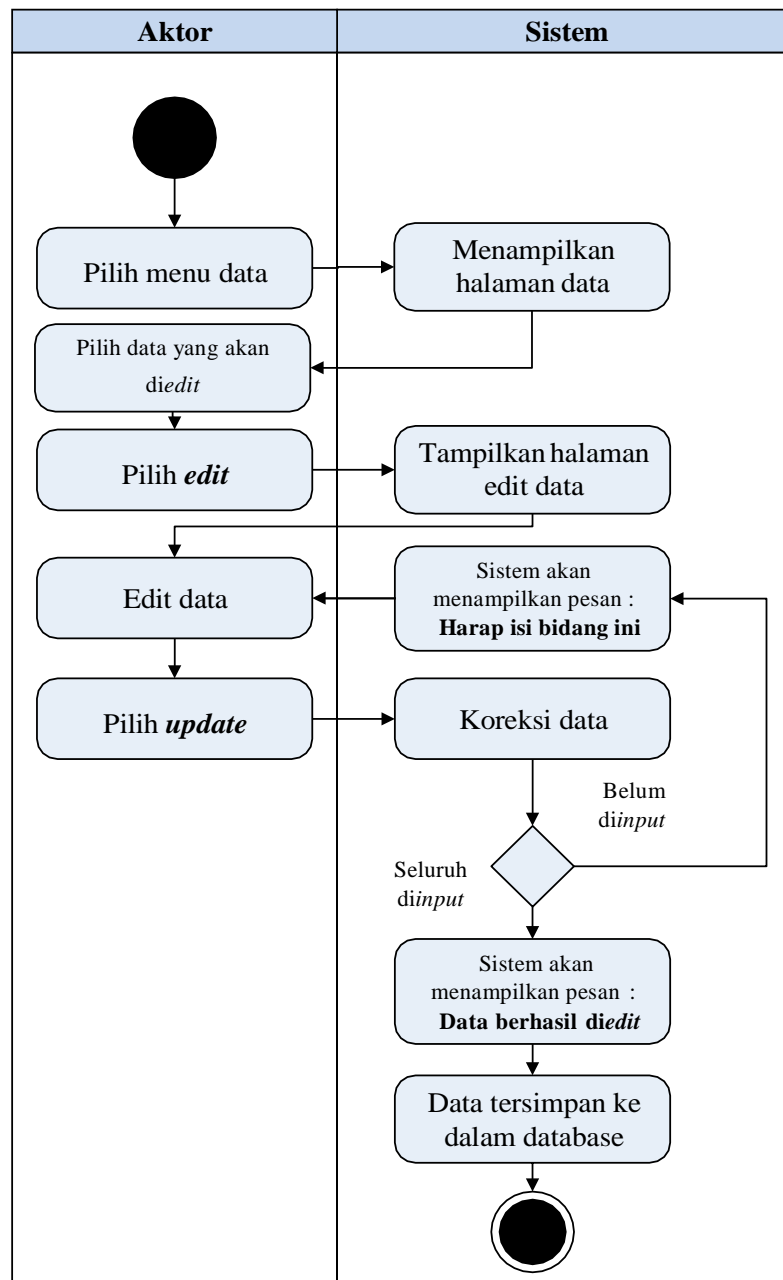 Aktor
Sistem
Pilih menu data
Menampilkan
halaman data
Pilih data yang akan
diedit
Pilih edit
Tampilkan halaman
edit data
Edit data
Sistem akan
menampilkan pesan :
Harap isi bidang ini
Pilih update
Koreksi data
Belum
diinput
Seluruh
diinput
Sistem akan
menampilkan pesan :
Data berhasil diedit
Data tersimpan ke
dalam database